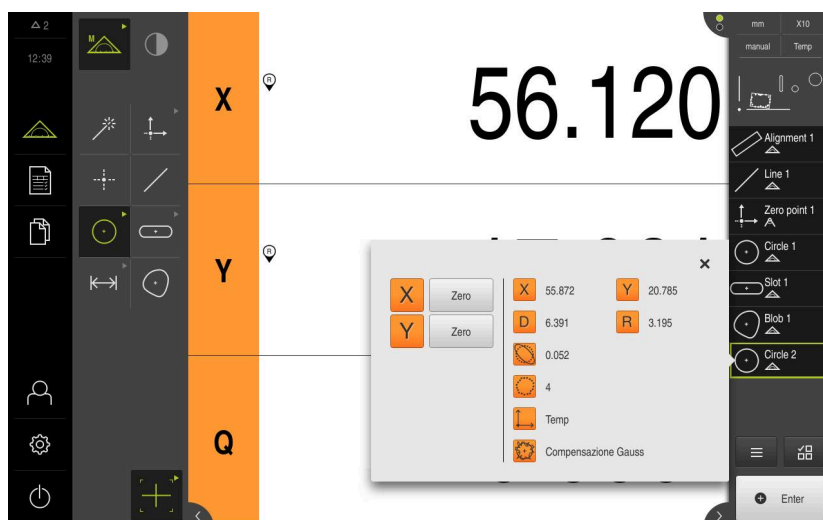 2
12:39
M
X
R
56.120
Y
R
Q
X
Zero
Y
Zero
X 55.872
Y 20.785
D 6.391
R 3.195
0.052
4
Temp
Compensazione Gauss
mm
X10
manual
Temp
Alignment 1
Line 1
Zero point 1
Circle 1
Slot 1
Blob 1
Circle 2
Enter